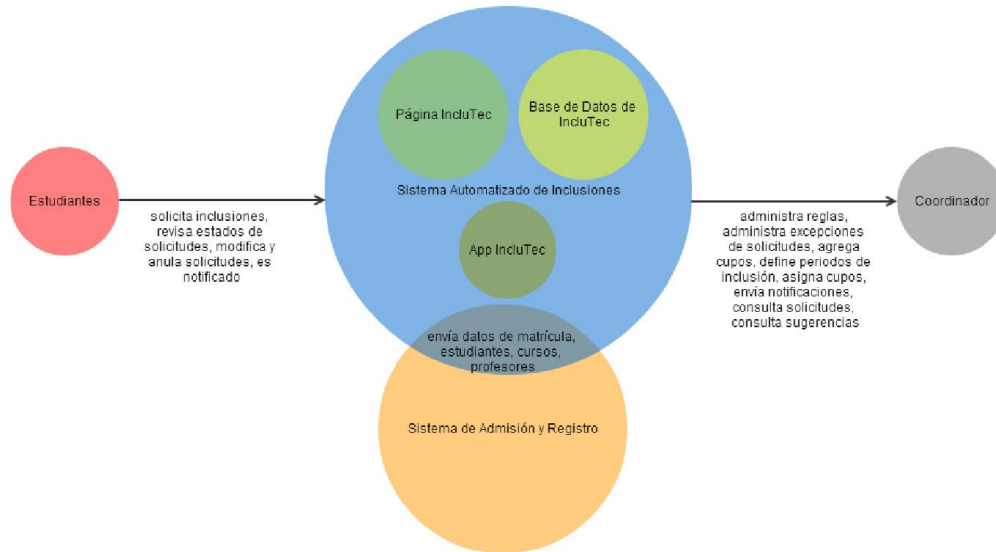 Página IncluTec
Base de Datos de
IncluTec
Estudiantes
Sistema Automatizado de Inclusiones
Coordinador
solicita inclusiones,
revisa estados de
solicitudes, modifica y
anula solicitudes, es
notificado
App IncluTec
administra reglas,
administra excepciones
de solicitudes, agrega
cupos, define periodos de
inclusión, asigna cupos,
envía notificaciones,
consulta solicitudes,
consulta sugerencias
envía datos de matrícula,
estudiantes, cursos,
profesores
Sistema de Admisión y Registro